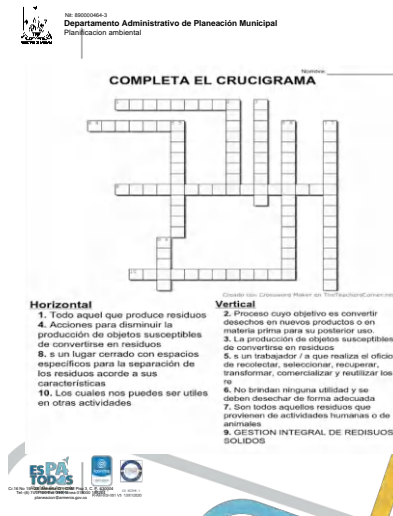 Nit: 890000464-3
Departamento Administrativo de Planeación Municipal
Planificacion ambiental
Nombre
COMPLETA EL CRUCIGRAMA
Horizontal
1. Todo aquel que produce residuos
4. Acciones para disminuir la
producción de objetos susceptibles
de convertirse en residuos
8. s un lugar cerrado con espacios
específicos para la separación de
los residuos acorde a sus
características
10. Los cuales nos puedes ser utiles
en otras actividades
Creado con Crossword Maker en TheTeachersCorner.net
Vertical
2. Proceso cuyo objetivo es convertir
desechos en nuevos productos o en
materia prima para su posterior uso.
3. La producción de objetos susceptibles
de convertirse en residuos
5. s un trabajador / a que realiza el oficio
de recolectar, seleccionar, recuperar,
transformar, comercializar y reutilizar los
re
6. No brindan ninguna utilidad y se
deben desechar de forma adecuada
7. Son todos aquellos residuos que
provienen de actividades humanas o de
animales
9. GESTION INTEGRAL DE REDISUOS
SOLIDOS
ES PA
TODOS